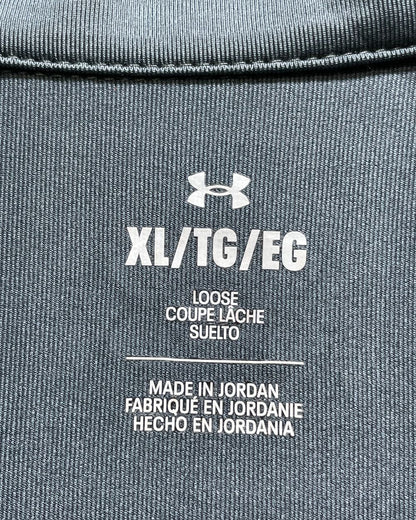 XL/TG/EG
LOOSE
COUPE LÂCHE
SUELTO
MADE IN JORDAN
FABRIQUÉ EN JORDANIE
HECHO EN JORDANIA